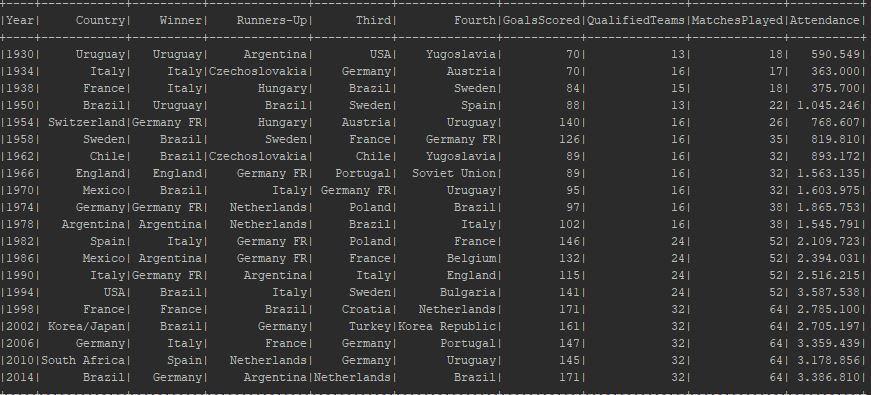 +----+------------+----------+--------------+-----------+--------------+-----------+--------------+-------------+----------+
|Year| Country| Winner| Runners-Up| Third| Fourth|GoalsScored|QualifiedTeams|MatchesPlayed|Attendance|
+----+------------+----------+--------------+-----------+--------------+-----------+--------------+-------------+----------+
|1930| Uruguay| Uruguay| Argentina| USA| Yugoslavia| 70| 13| 18| 590.549|
|1934| Italy| Italy|Czechoslovakia| Germany| Austria| 70| 16| 17| 363.000|
|1938| France| Italy| Hungary| Brazil| Sweden| 84| 15| 18| 375.700|
|1950| Brazil| Uruguay| Brazil| Sweden| Spain| 88| 13| 22| 1.045.246|
|1954| Switzerland|Germany FR| Hungary| Austria| Uruguay| 140| 16| 26| 768.607|
|1958| Sweden| Brazil| Sweden| France| Germany FR| 126| 16| 35| 819.810|
|1962| Chile| Brazil|Czechoslovakia| Chile| Yugoslavia| 89| 16| 32| 893.172|
|1966| England| England| Germany FR| Portugal| Soviet Union| 89| 16| 32| 1.563.135|
|1970| Mexico| Brazil| Italy| Germany FR| Uruguay| 95| 16| 32| 1.603.975|
|1974| Germany|Germany FR| Netherlands| Poland| Brazil| 97| 16| 38| 1.865.753|
|1978| Argentina| Argentina| Netherlands| Brazil| Italy| 102| 16| 38| 1.545.791|
|1982| Spain| Italy| Germany FR| Poland| France| 146| 24| 52| 2.109.723|
|1986| Mexico| Argentina| Germany FR| France| Belgium| 132| 24| 52| 2.394.031|
|1990| Italy|Germany FR| Argentina| Italy| England| 115| 24| 52| 2.516.215|
|1994| USA| Brazil| Italy| Sweden| Bulgaria| 141| 24| 52| 3.587.538|
|1998| France| France| Brazil| Croatia| Netherlands| 171| 32| 64| 2.785.100|
|2002| Korea/Japan| Brazil| Germany| Turkey|Korea Republic| 161| 32| 64| 2.705.197|
|2006| Germany| Italy| France| Germany| Portugal| 147| 32| 64| 3.359.439|
|2010|South Africa| Spain| Netherlands| Germany| Uruguay| 145| 32| 64| 3.178.856|
|2014| Brazil| Germany| Argentina|Netherlands| Brazil| 171| 32| 64| 3.386.810|
+----+------------+----------+--------------+-----------+--------------+-----------+--------------+-------------+----------+